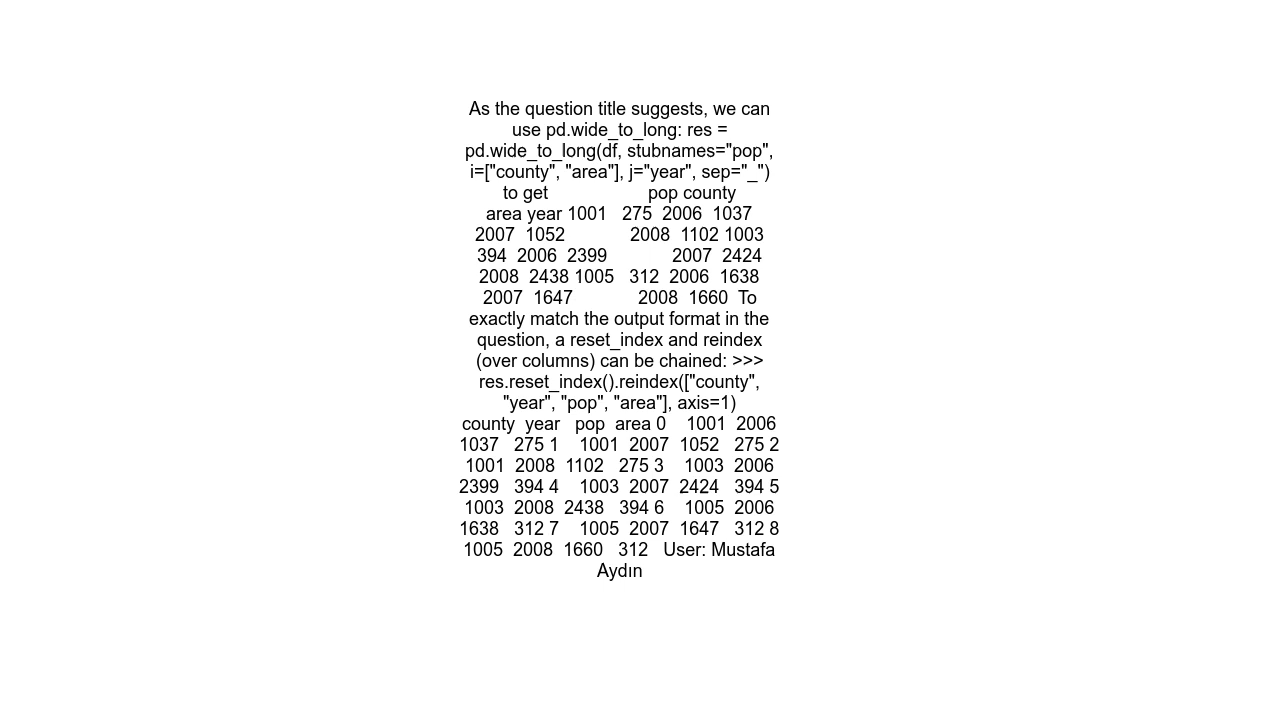 As the question title suggests, we can
use pd.wide_to_long: res =
pd.wide_to_long(df, stubnames="pop",
i=["county", "area"], j="year", sep="_")
to get                    pop county
area year 1001   275  2006  1037
2007  1052             2008  1102 1003
394  2006  2399             2007  2424
2008  2438 1005   312  2006  1638
2007  1647             2008  1660  To
exactly match the output format in the
question, a reset_index and reindex
(over columns) can be chained: >>>
res.reset_index().reindex(["county",
"year", "pop", "area"], axis=1)
county  year   pop  area 0    1001  2006
1037   275 1    1001  2007  1052   275 2
1001  2008  1102   275 3    1003  2006
2399   394 4    1003  2007  2424   394 5
1003  2008  2438   394 6    1005  2006
1638   312 7    1005  2007  1647   312 8
1005  2008  1660   312   User: Mustafa
Aydın